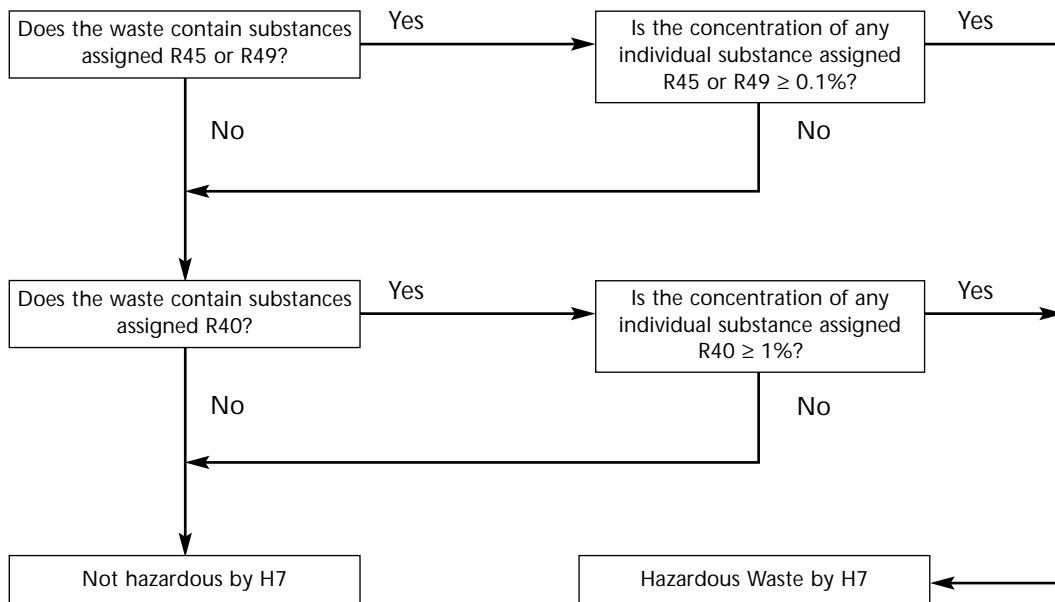 Does the waste contain substances
assigned R45 or R49?
Yes
Is the concentration of any
individual substance assigned
R45 or R49 ≥ 0.1%?
Yes
No
No
Does the waste contain substances
assigned R40?
Yes
Is the concentration of any
individual substance assigned
R40 ≥ 1%?
Yes
No
No
Not hazardous by H7
Hazardous Waste by H7